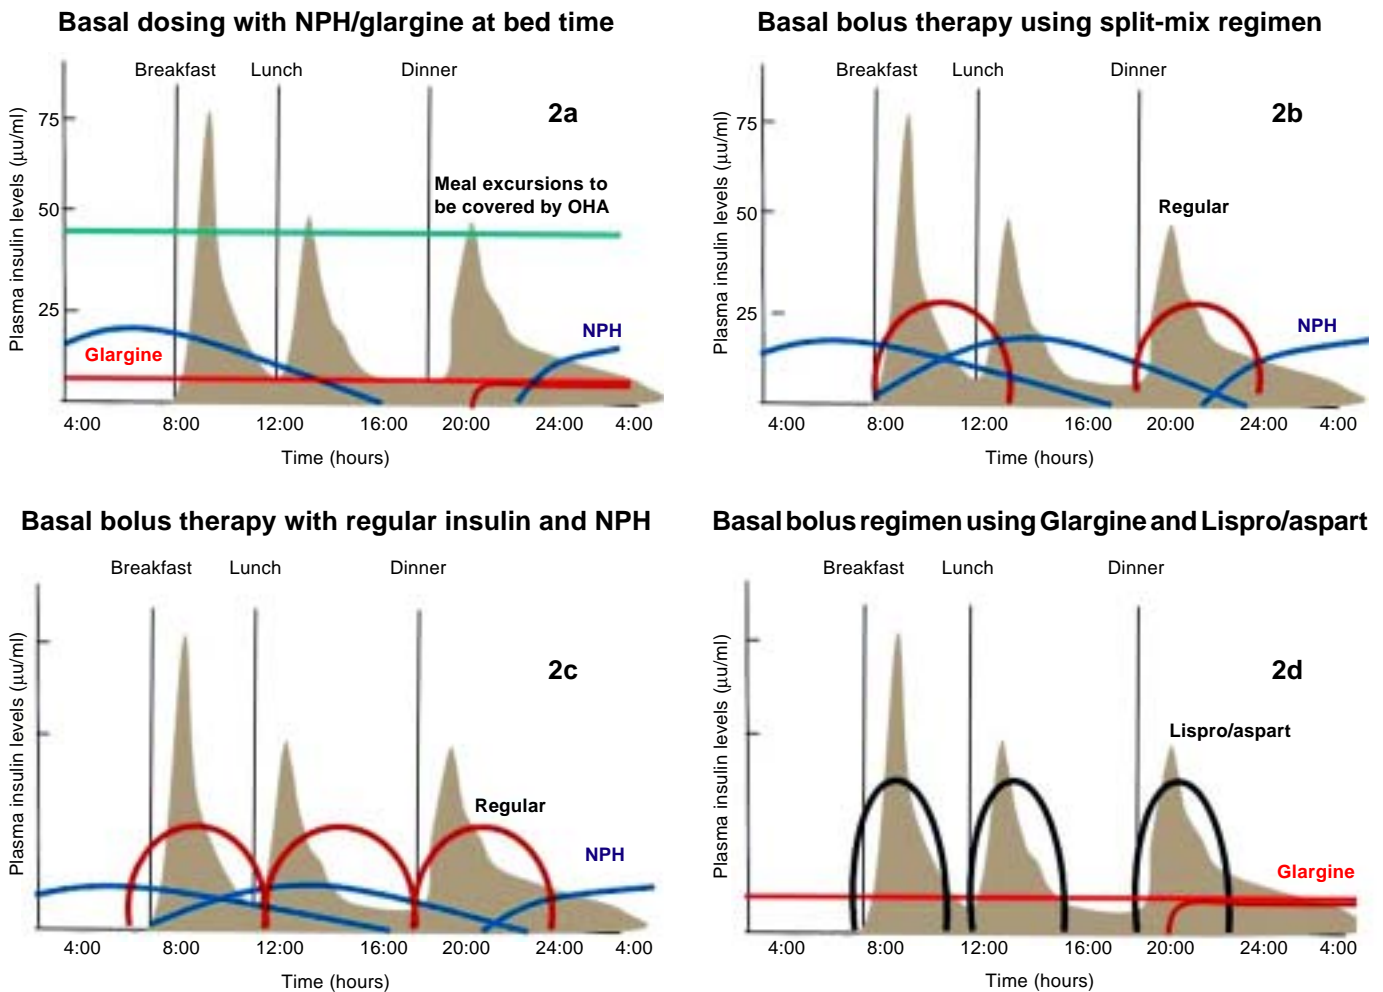 Basal dosing with NPH/glargine at bed time
Breakfast Lunch Dinner
2a
75
50
25
Meal excursions to
be covered by OHA
NPH
Glargine
Plasma insulin levels (µu/ml)
4:00 8:00 12:00 16:00 20:00 24:00 4:00
Time (hours)
Basal bolus therapy using split-mix regimen
Breakfast Lunch Dinner
2b
75
50
25
Regular
NPH
Plasma insulin levels (µu/ml)
4:00 8:00 12:00 16:00 20:00 24:00 4:00
Time (hours)
Basal bolus therapy with regular insulin and NPH
Breakfast Lunch Dinner
2c
Regular
NPH
Plasma insulin levels (µu/ml)
4:00 8:00 12:00 16:00 20:00 24:00 4:00
Time (hours)
Basal bolus regimen using Glargine and Lispro/aspart
Breakfast Lunch Dinner
2d
Lispro/aspart
Glargine
Plasma insulin levels (µu/ml)
4:00 8:00 12:00 16:00 20:00 24:00 4:00
Time (hours)